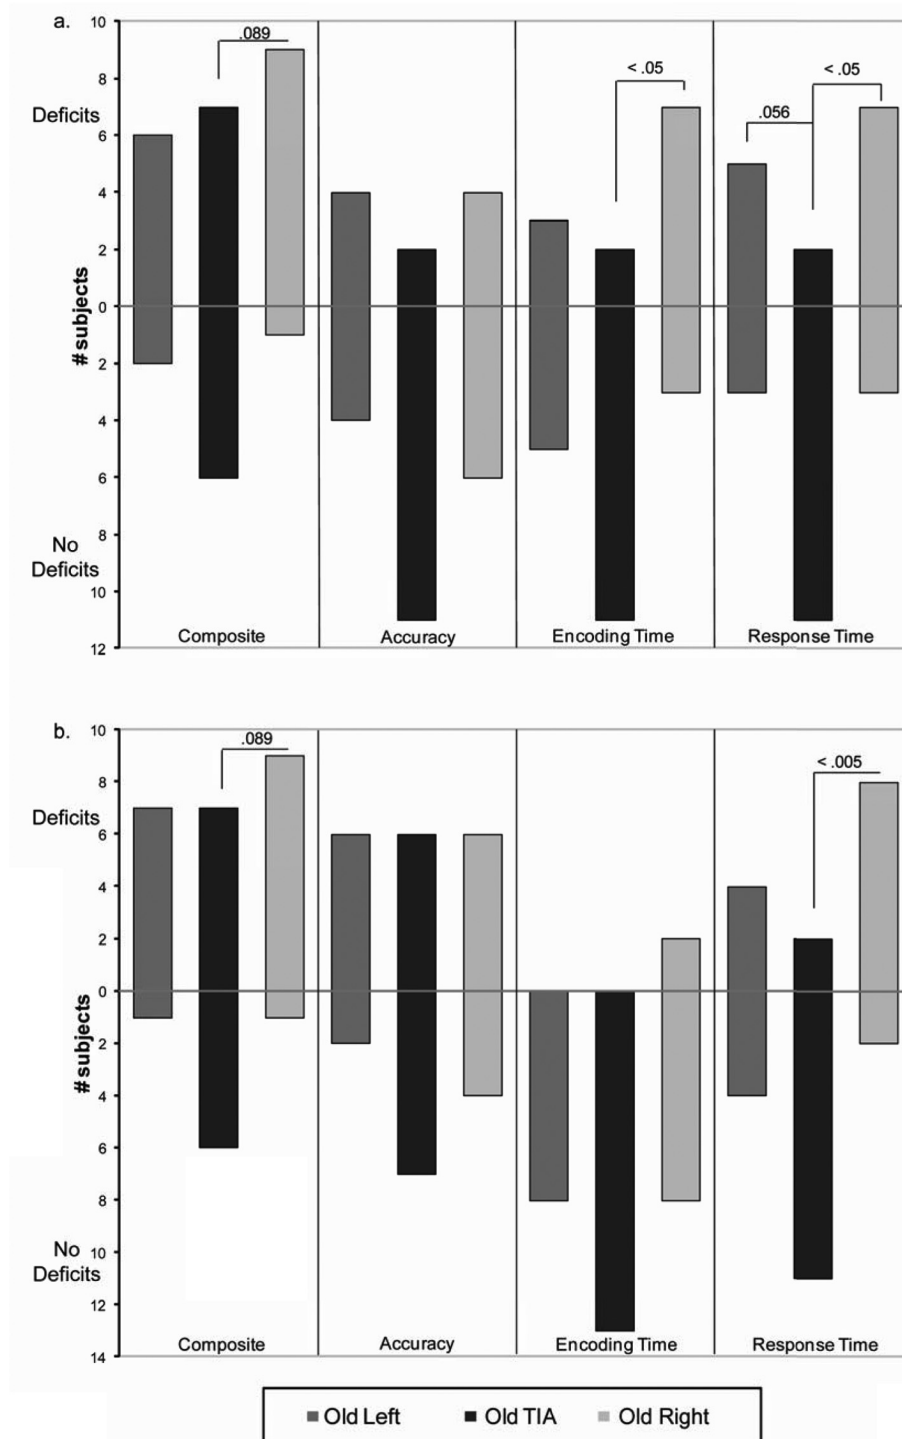 a.
10
.089
< .05
< .05
8
Deficits
.056
6
4
2
0
# subjects
2
4
6
8
No
Deficits
10
Composite
Accuracy
Encoding Time
Response Time
12
b.
10
.089
< .005
8
Deficits
6
4
2
0
# subjects
2
4
6
8
No
Deficits
10
12
Composite
Accuracy
Encoding Time
Response Time
14
Old Left
Old TIA
Old Right